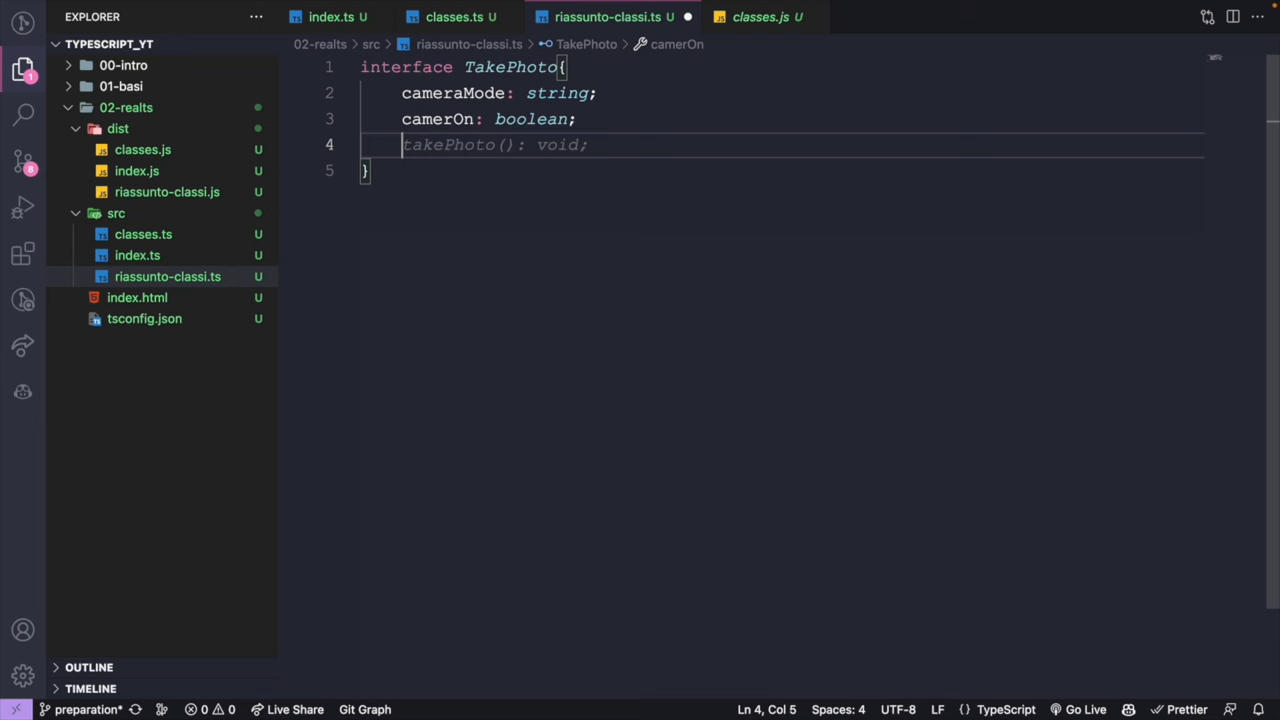 EXPLORER
index.ts U
classes.ts U
riassunto-classi.ts U
classes.js U
TYPESCRIPT_YT
02-realts > src > riassunto-classi.ts > TakePhoto > camerOn
00-intro
01-basi
02-realts
dist
classes.js U
index.js U
riassunto-classi.js U
src
classes.ts U
index.ts U
riassunto-classi.ts U
index.html U
tsconfig.json U
1 interface TakePhoto{
2 cameraMode: string;
3 camerOn: boolean;
4 takePhoto(): void;
5 }
1
8
OUTLINE
TIMELINE
preparation* 0 0 Live Share Git Graph Ln 4, Col 5 Spaces: 4 UTF-8 LF {} TypeScript Go Live Prettier